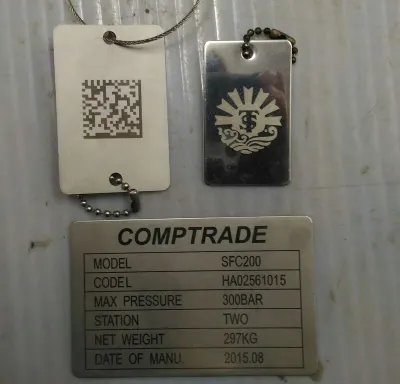 COMPTRADE
MODEL SFC200
CODEL HA02561015
MAX PRESSURE 300BAR
STATION TWO
NET WEIGHT 297KG
DATE OF MANU. 2015.08